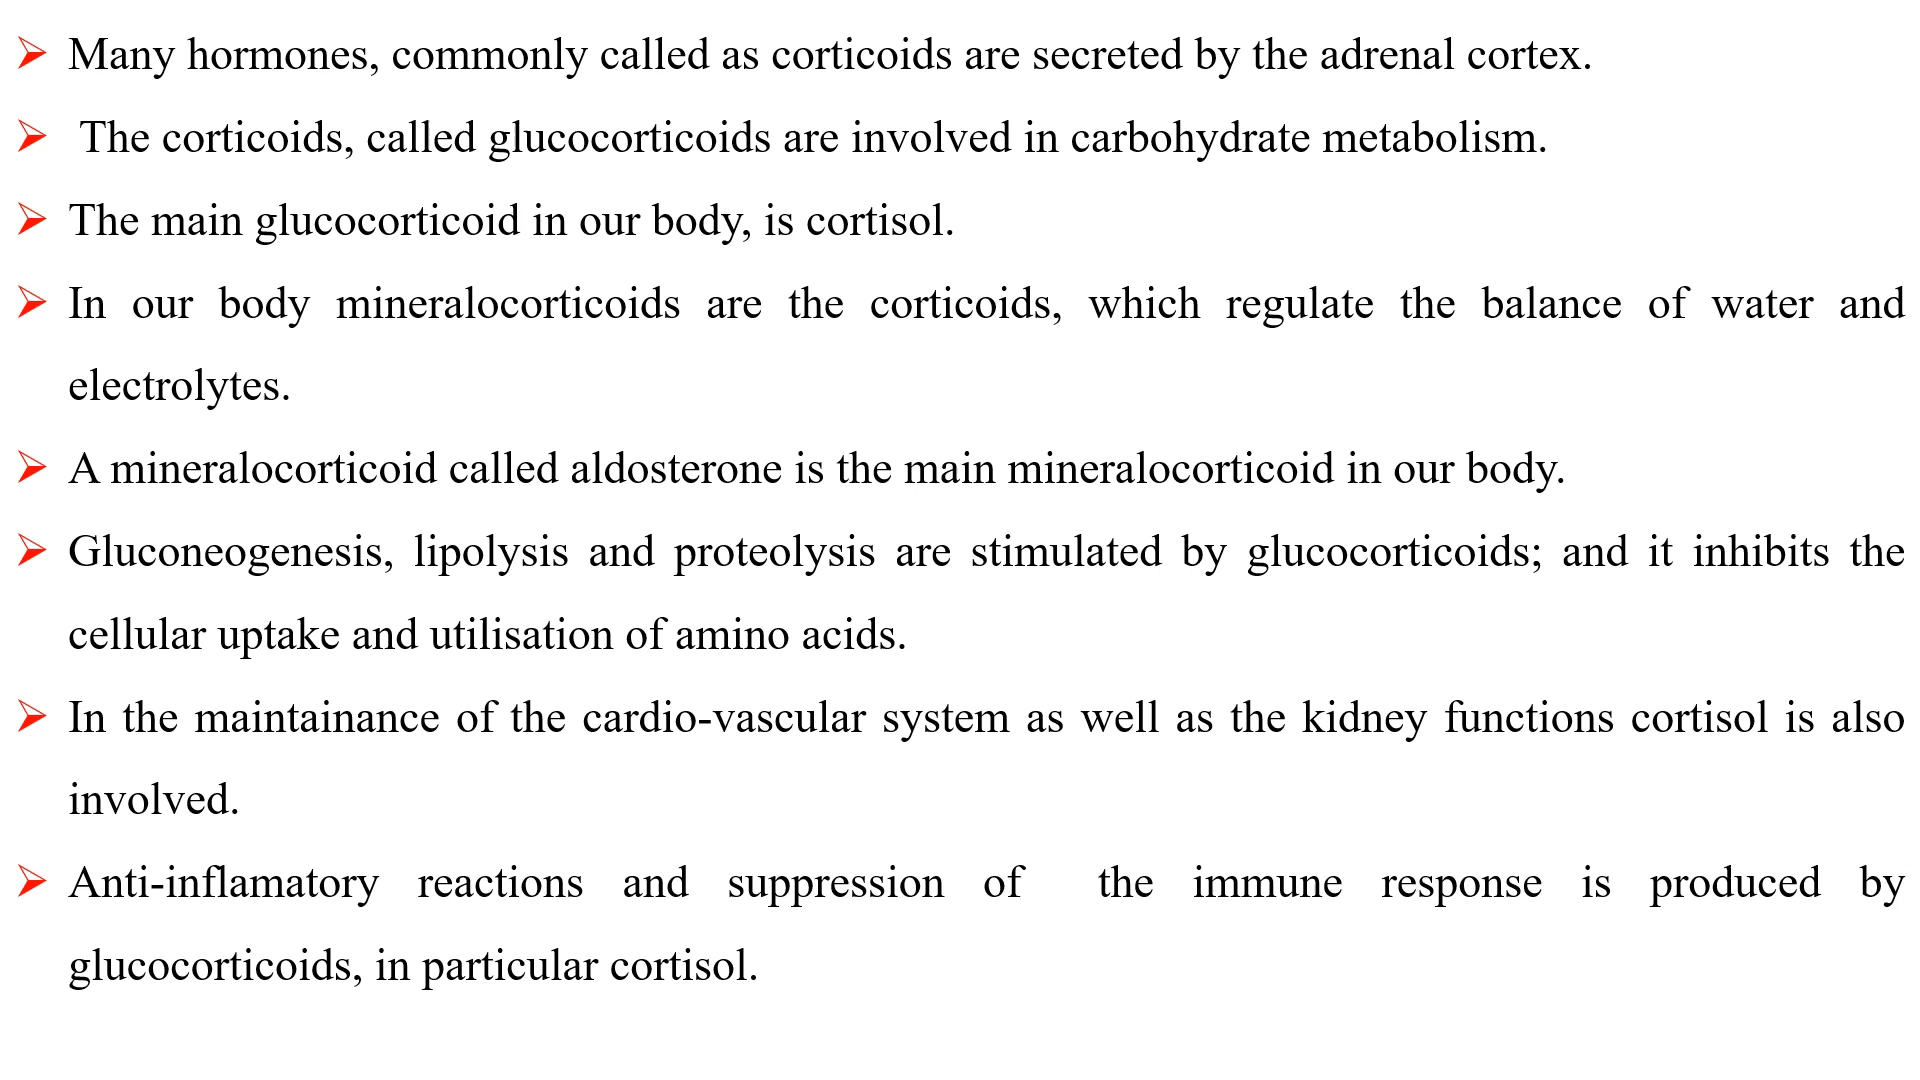 ➢ Many hormones, commonly called as corticoids are secreted by the adrenal cortex.
➢ The corticoids, called glucocorticoids are involved in carbohydrate metabolism.
➢ The main glucocorticoid in our body, is cortisol.
➢ In our body mineralocorticoids are the corticoids, which regulate the balance of water and
electrolytes.
➢ A mineralocorticoid called aldosterone is the main mineralocorticoid in our body.
➢ Gluconeogenesis, lipolysis and proteolysis are stimulated by glucocorticoids; and it inhibits the
cellular uptake and utilisation of amino acids.
➢ In the maintainance of the cardio-vascular system as well as the kidney functions cortisol is also
involved.
➢ Anti-inflamatory reactions and suppression of the immune response is produced by
glucocorticoids, in particular cortisol.